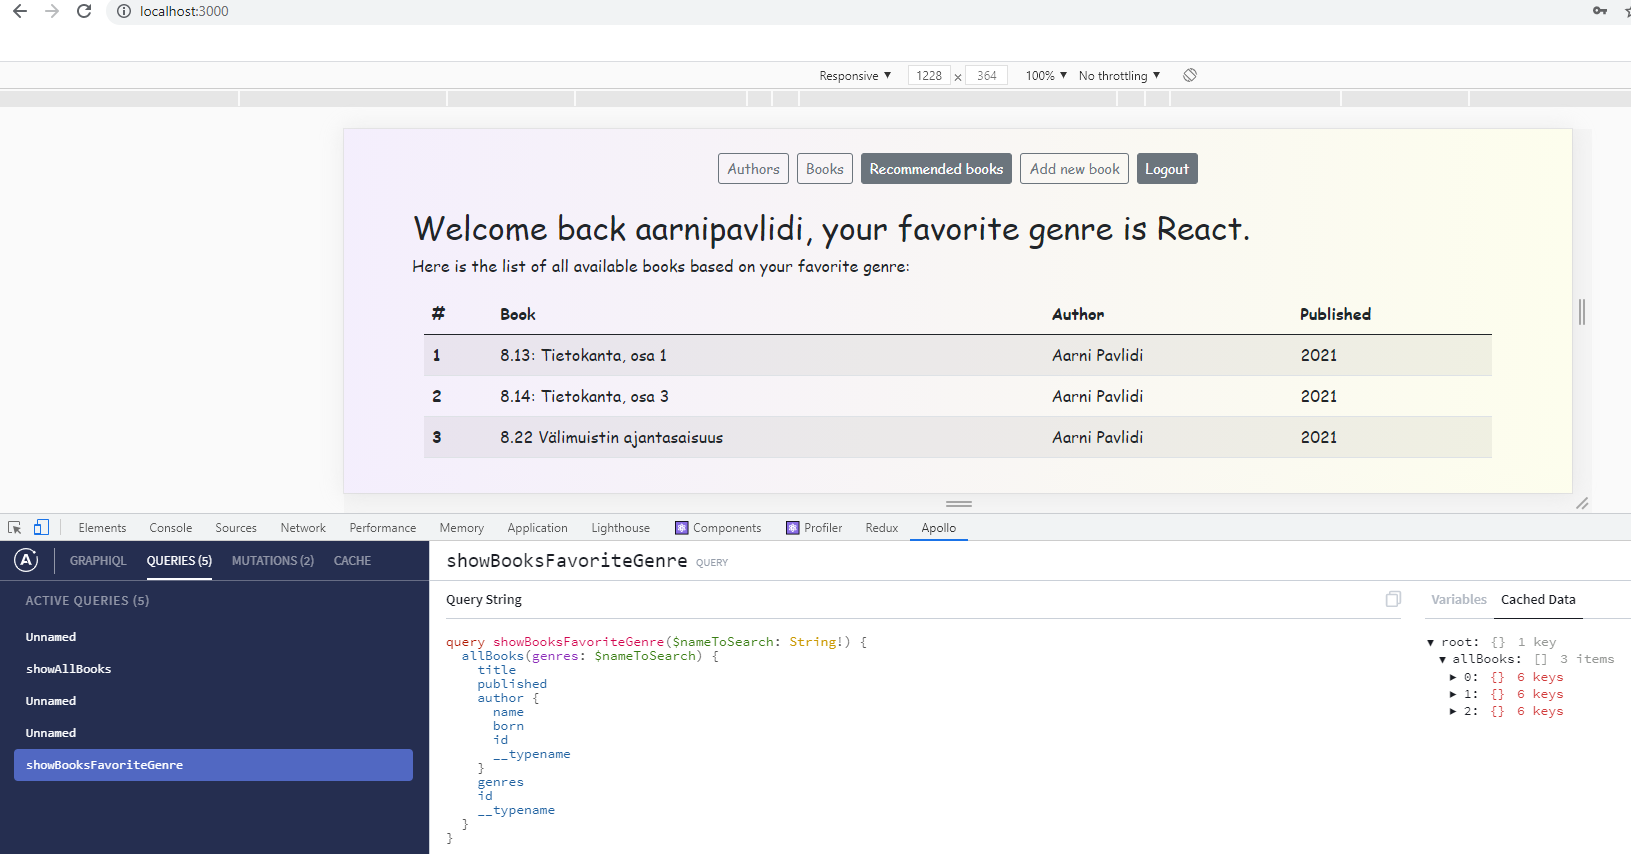 localhost:3000
Responsive ▼ 1228 x 364 100% ▼ No throttling ▼
Authors Books Recommended books Add new book Logout
Welcome back aarnipavlidi, your favorite genre is React.
Here is the list of all available books based on your favorite genre:
# Book Author Published
1 8.13: Tietokanta, osa 1 Aarni Pavlidi 2021
2 8.14: Tietokanta, osa 3 Aarni Pavlidi 2021
3 8.22 Välimuistin ajantasaisuus Aarni Pavlidi 2021
Elements Console Sources Network Performance Memory Application Lighthouse Components Profiler Redux Apollo
A GRAPHIQL QUERIES (5) MUTATIONS (2) CACHE
ACTIVE QUERIES (5)
Unnamed
showAllBooks
Unnamed
Unnamed
showBooksFavoriteGenre
showBooksFavoriteGenre QUERY
Query String
query showBooksFavoriteGenre($nameToSearch: String!) {
allBooks(genres: $nameToSearch) {
title
published
author {
name
born
id
__typename
}
genres
id
__typename
}
}
Variables Cached Data
▼ root: {} 1 key
▼ allBooks: [] 3 items
▶ 0: {} 6 keys
▶ 1: {} 6 keys
▶ 2: {} 6 keys